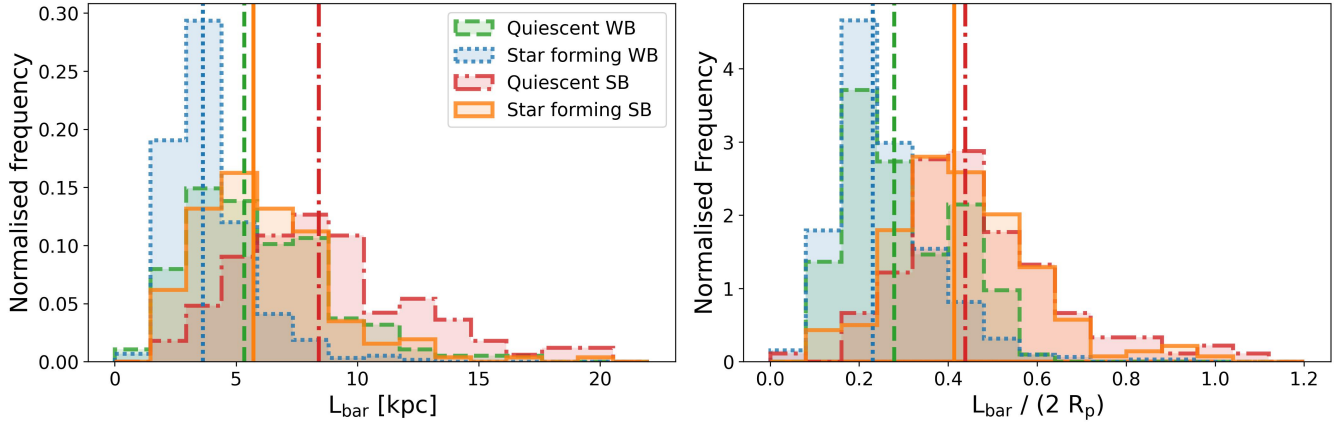 0.30
0.25
0.20
0.15
0.10
0.05
0.00
Normalised frequency
0 5 10 15 20
L_bar [kpc]
Quiescent WB
Star forming WB
Quiescent SB
Star forming SB
4
3
2
1
0
Normalised Frequency
0.0 0.2 0.4 0.6 0.8 1.0 1.2
L_bar / (2 R_p)